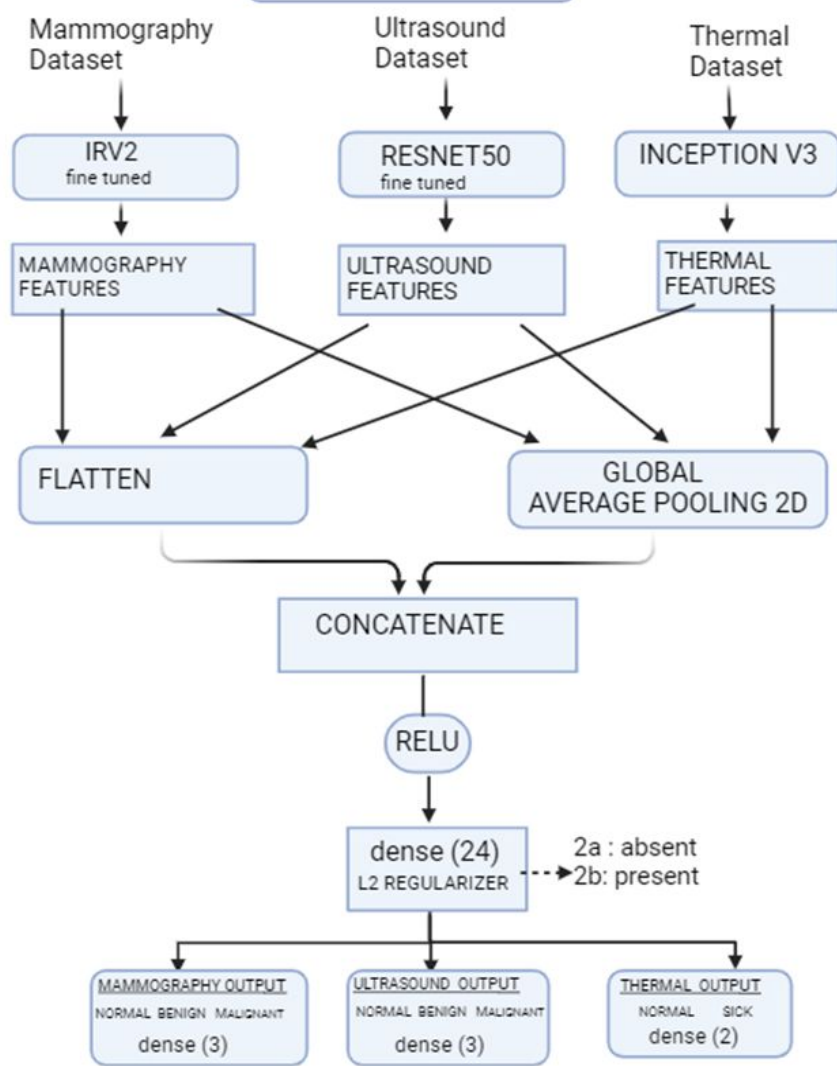 Mammography
Dataset
Ultrasound
Dataset
Thermal
Dataset
IRV2
fine tuned
RESNET50
fine tuned
INCEPTION V3
MAMMOGRAPHY
FEATURES
ULTRASOUND
FEATURES
THERMAL
FEATURES
FLATTEN
GLOBAL
AVERAGE POOLING 2D
CONCATENATE
RELU
dense (24)
L2 REGULARIZER
2a : absent
2b: present
MAMMOGRAPHY OUTPUT
NORMAL BENIGN MALIGNANT
dense (3)
ULTRASOUND OUTPUT
NORMAL BENIGN MALIGNANT
dense (3)
THERMAL OUTPUT
NORMAL SICK
dense (2)